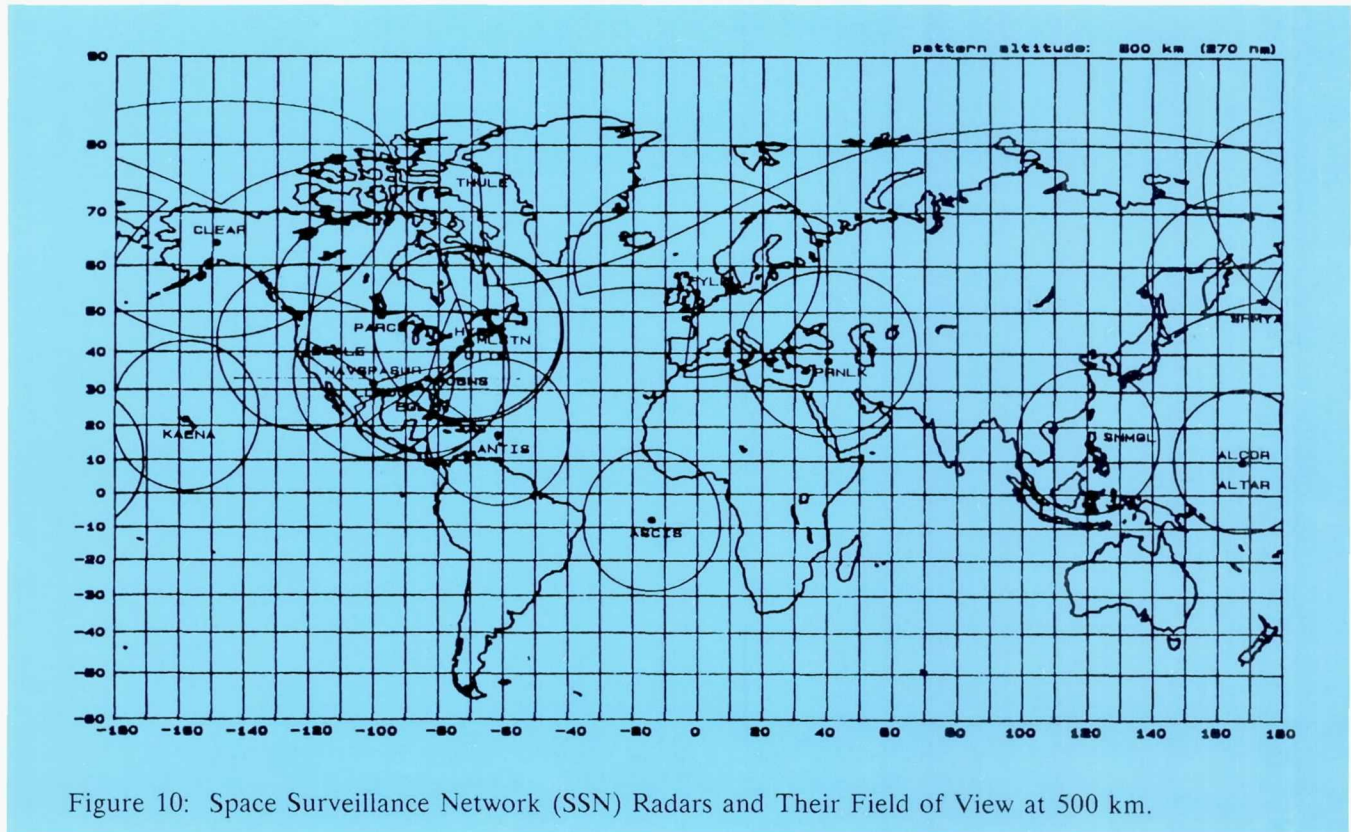 pattern altitude: 500 km (270 nm)
90
80
THULE
70
CLEAR
60
FYL
50
SHMYA
PARC
MLSTN
40
BEALE
NAVSPASUR
PRNLK
30
20
KAENA
ANTIG
SNMGL
10
ALCOR
0
ALTAR
-10
ASCIS
-20
-30
-40
-50
-60
-180 -160 -140 -120 -100 -80 -60 -40 -20 0 20 40 60 80 100 120 140 160 180
Figure 10: Space Surveillance Network (SSN) Radars and Their Field of View at 500 km.